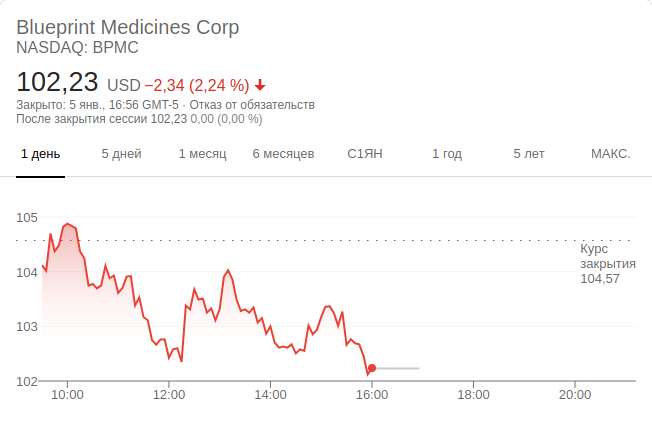 Blueprint Medicines Corp
NASDAQ: BPMC
102,23 USD −2,34 (2,24 %)
Закрыто: 5 янв., 16:56 GMT-5 · Отказ от обязательств
После закрытия сессии 102,23 0,00 (0,00 %)
1 день 5 дней 1 месяц 6 месяцев С1ЯН 1 год 5 лет МАКС.
105
Курс
закрытия
104,57
104
103
102
10:00 12:00 14:00 16:00 18:00 20:00